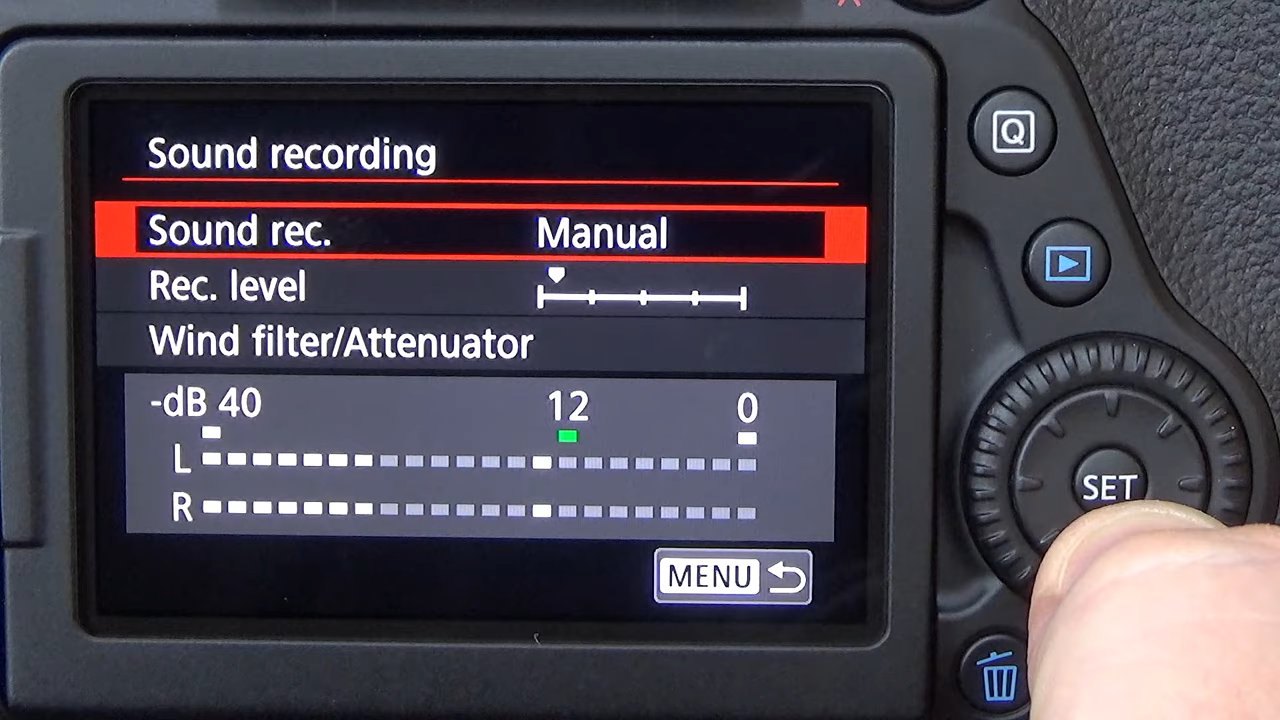 Sound recording
Sound rec. Manual
Rec. level
Wind filter/Attenuator
-dB 40 12 0
L
R
MENU
Q
SET